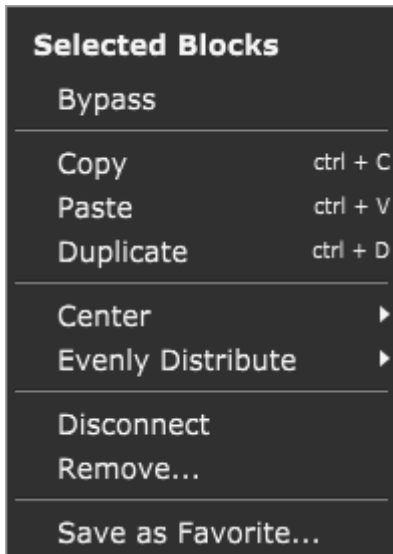 Selected Blocks
Bypass
Copy ctrl + C
Paste ctrl + V
Duplicate ctrl + D
Center
Evenly Distribute
Disconnect
Remove...
Save as Favorite...